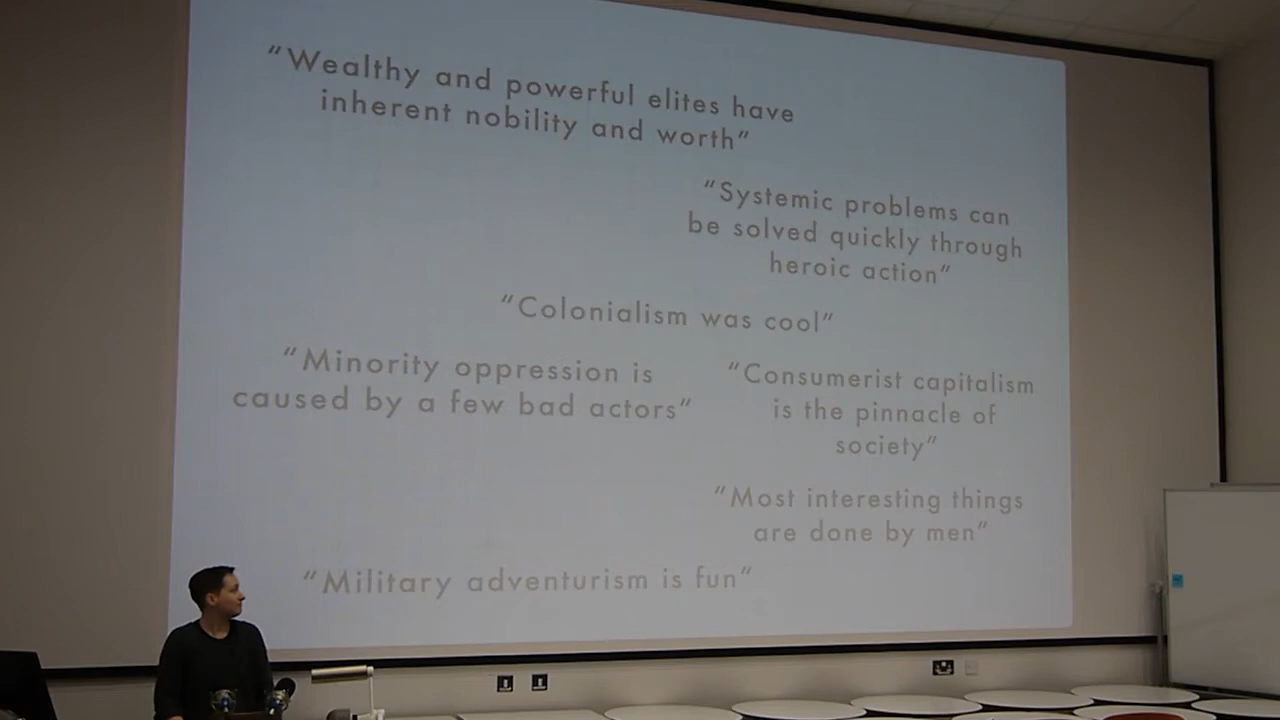 “Wealthy and powerful elites have
inherent nobility and worth”
“Systemic problems can
be solved quickly through
heroic action”
“Colonialism was cool”
“Minority oppression is
caused by a few bad actors”
“Consumerist capitalism
is the pinnacle of
society”
“Most interesting things
are done by men”
“Military adventurism is fun”